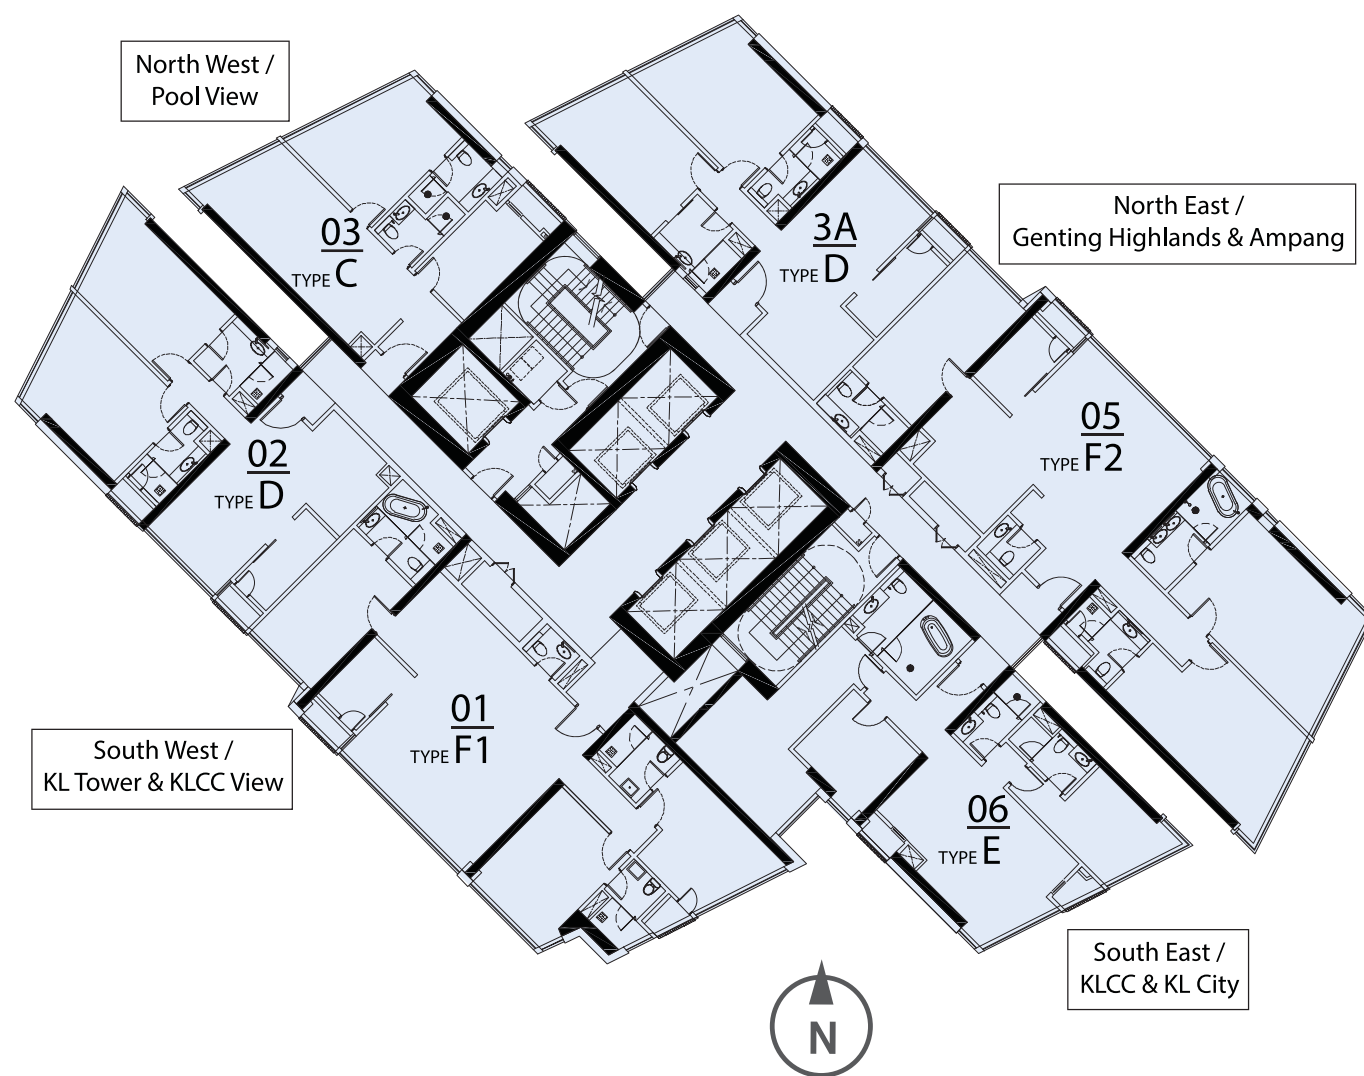 North West /
Pool View
North East /
Genting Highlands & Ampang
03
TYPE C
3A
TYPE D
05
TYPE F2
02
TYPE D
01
TYPE F1
06
TYPE E
South West /
KL Tower & KLCC View
South East /
KLCC & KL City
N